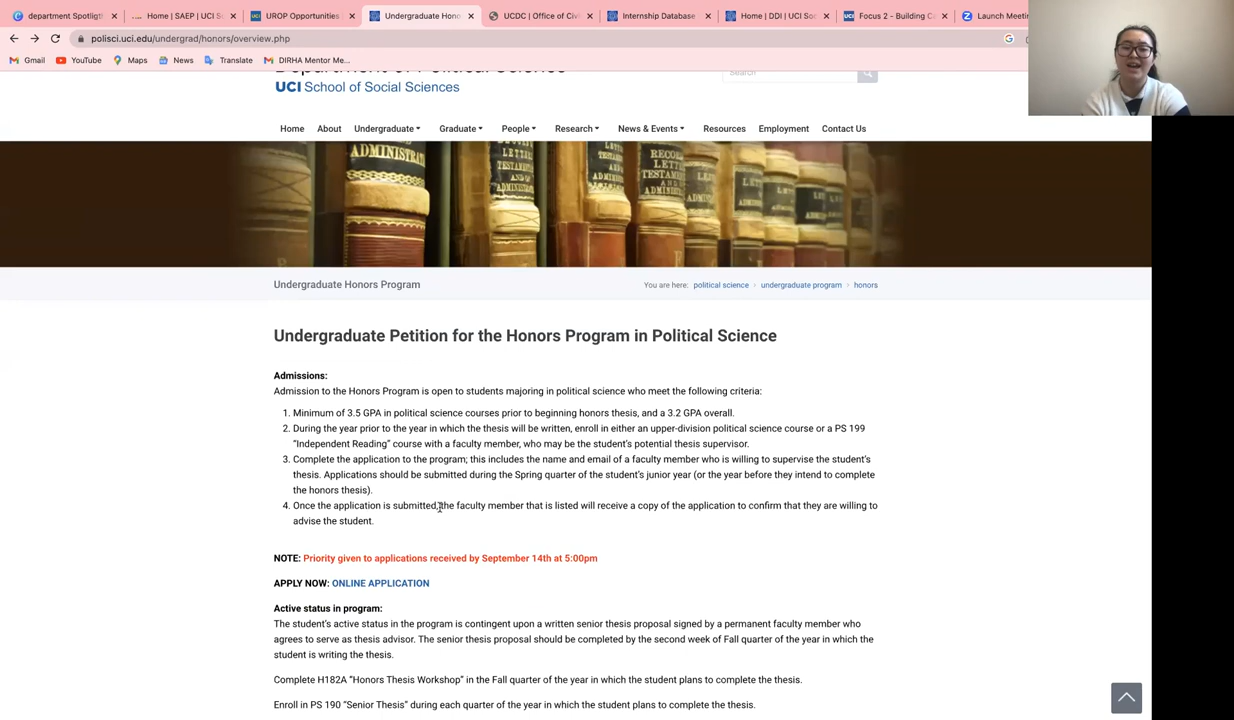 department Spotligth
Home | SAEP | UCI S
UROP Opportunities
Undergraduate Hono
UCDC | Office of Civi
Internship Database
Home | DDI | UCI So
Focus 2 - Building C
Launch Meeti
polisci.uci.edu/undergrad/honors/overview.php
Gmail YouTube Maps News Translate DIRHA Mentor Me...
Department of Political Science
Search
UCI School of Social Sciences
Home About Undergraduate Graduate People Research News & Events Resources Employment Contact Us
ADMINISTRA
LETT
TESTAMEN
AND
ADMINIS
RECOR
LETTE
TESTAME
AN
ADMINIST
Undergraduate Honors Program
You are here: political science > undergraduate program > honors
Undergraduate Petition for the Honors Program in Political Science
Admissions:
Admission to the Honors Program is open to students majoring in political science who meet the following criteria:
1. Minimum of 3.5 GPA in political science courses prior to beginning honors thesis, and a 3.2 GPA overall.
2. During the year prior to the year in which the thesis will be written, enroll in either an upper-division political science course or a PS 199
“Independent Reading” course with a faculty member, who may be the student’s potential thesis supervisor.
3. Complete the application to the program; this includes the name and email of a faculty member who is willing to supervise the student’s
thesis. Applications should be submitted during the Spring quarter of the student’s junior year (or the year before they intend to complete
the honors thesis).
4. Once the application is submitted, the faculty member that is listed will receive a copy of the application to confirm that they are willing to
advise the student.
NOTE: Priority given to applications received by September 14th at 5:00pm
APPLY NOW: ONLINE APPLICATION
Active status in program:
The student’s active status in the program is contingent upon a written senior thesis proposal signed by a permanent faculty member who
agrees to serve as thesis advisor. The senior thesis proposal should be completed by the second week of Fall quarter of the year in which the
student is writing the thesis.
Complete H182A “Honors Thesis Workshop” in the Fall quarter of the year in which the student plans to complete the thesis.
Enroll in PS 190 “Senior Thesis” during each quarter of the year in which the student plans to complete the thesis.